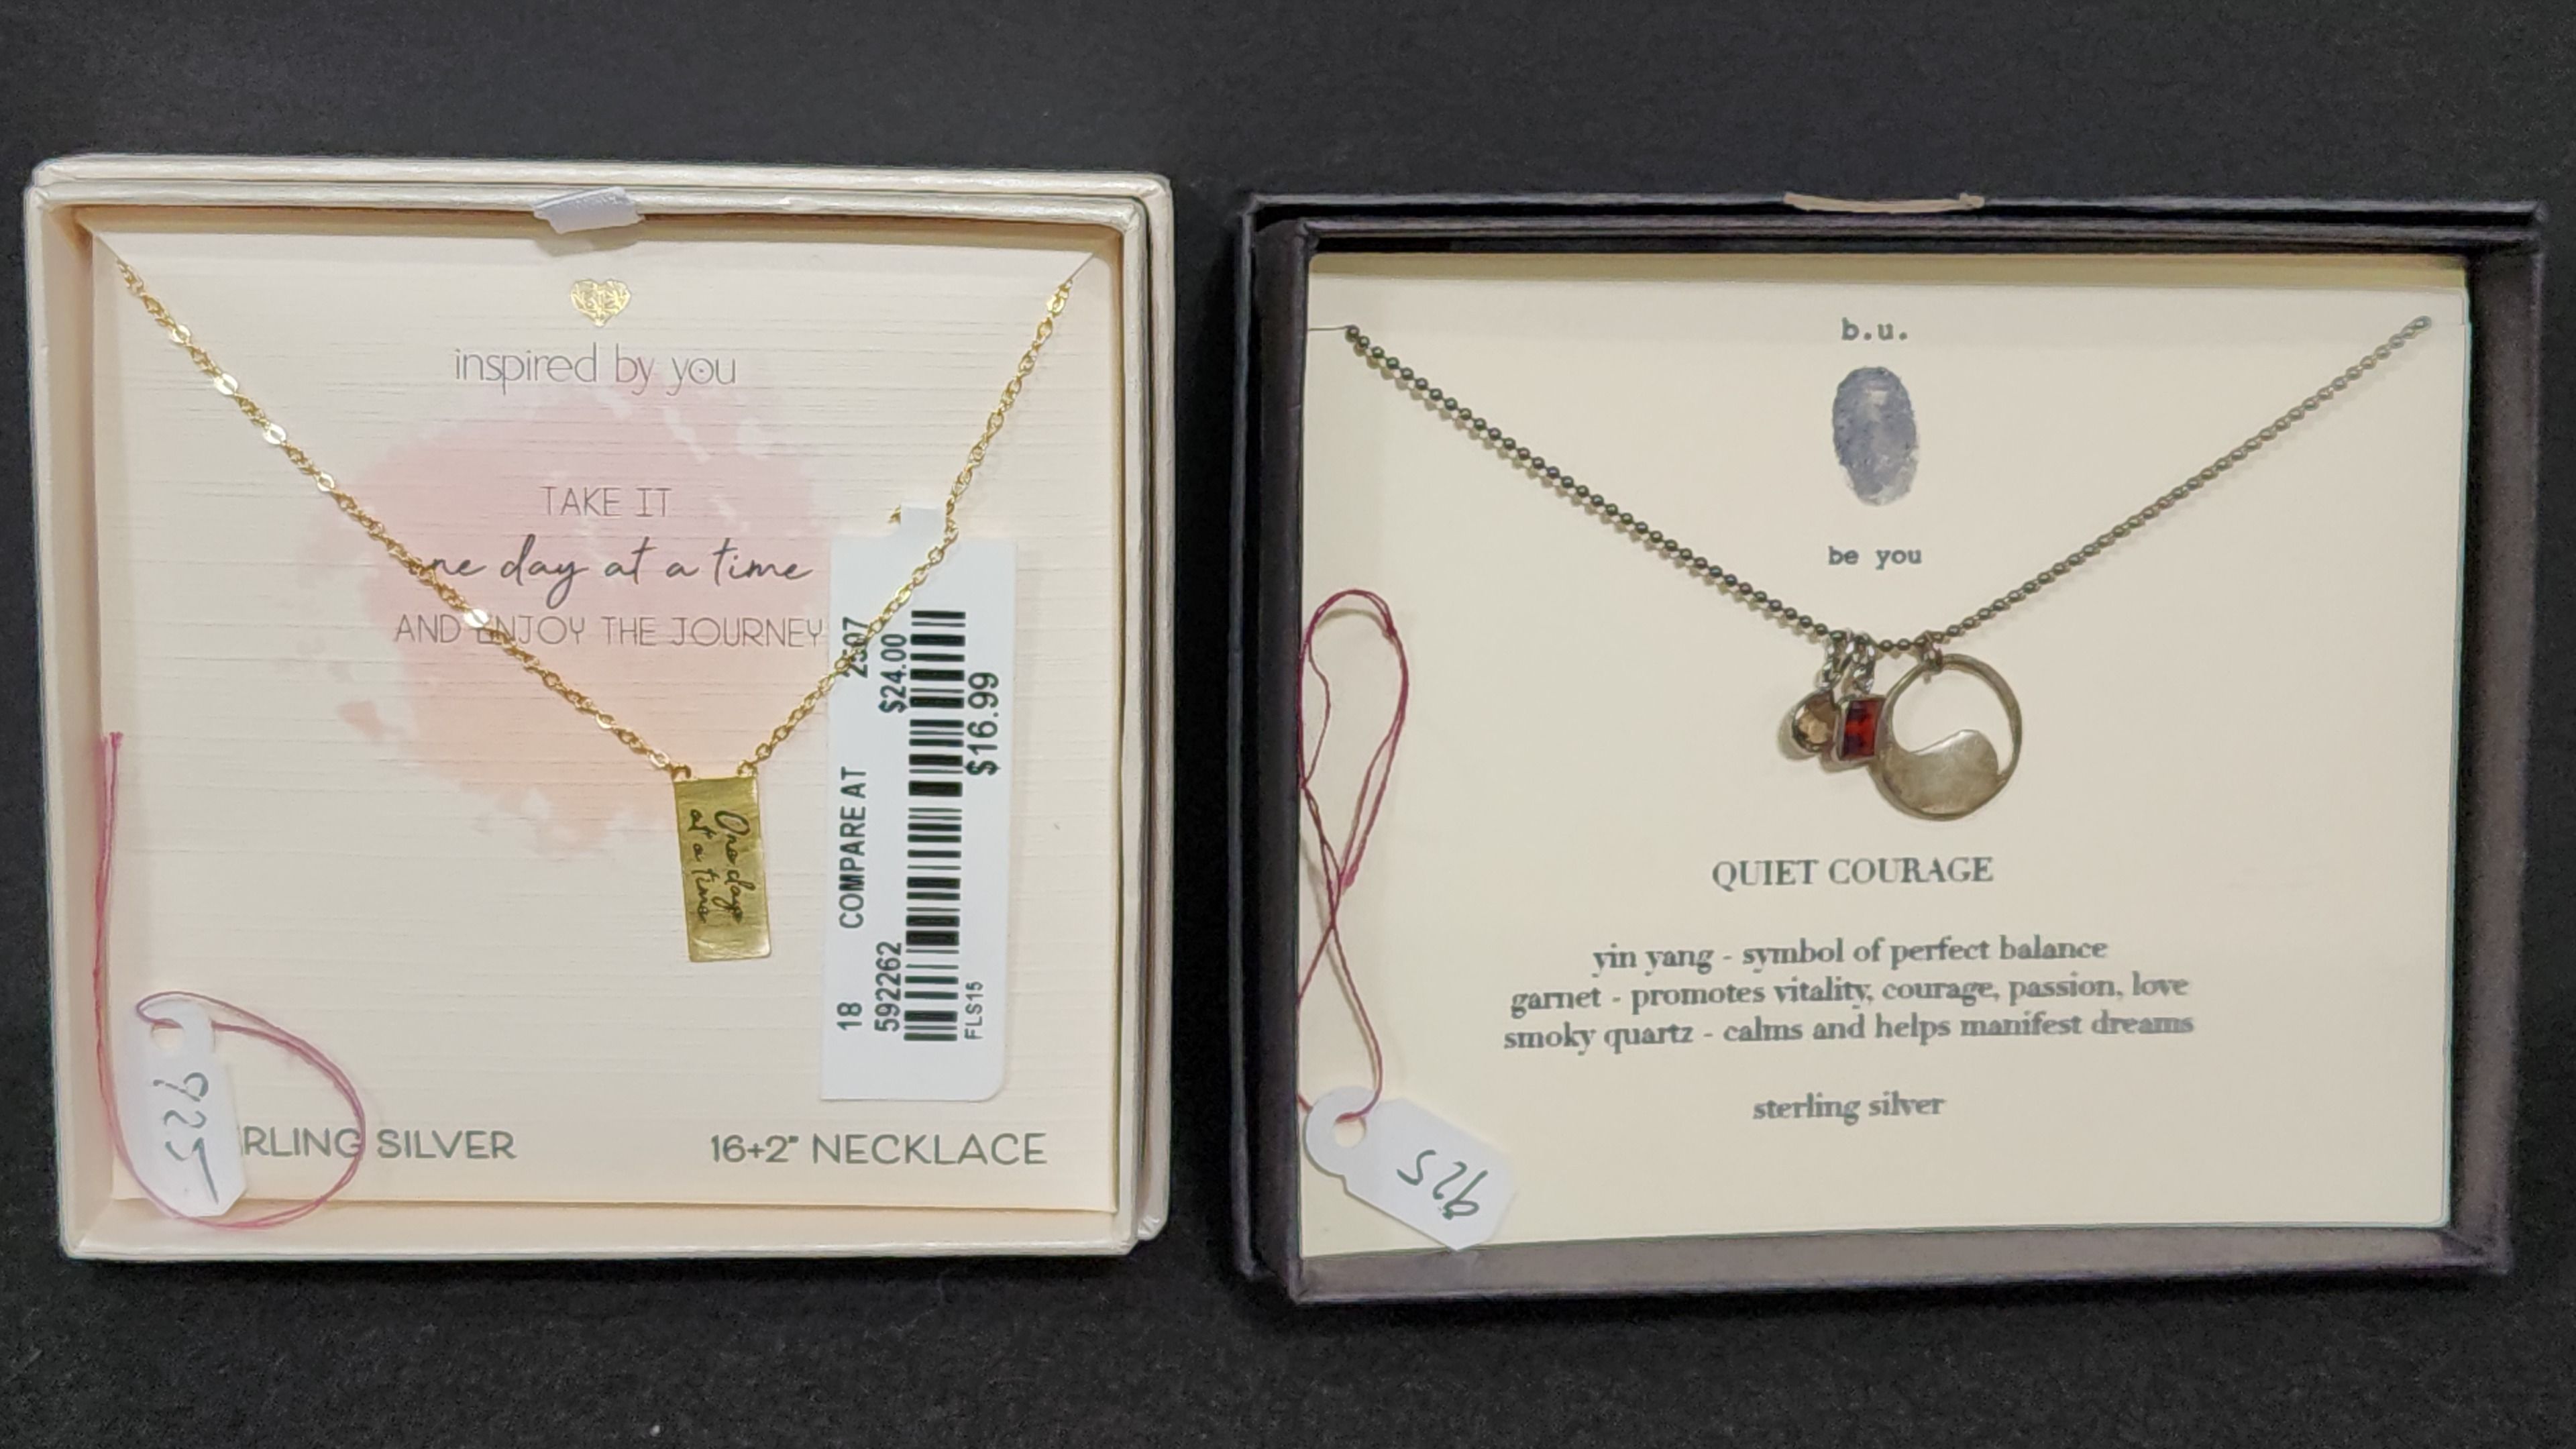 inspired by you
TAKE IT
ne day at a time
AND ENJOY THE JOURNEY
One day
at a time
18 COMPARE AT 2507
592262 $24.00
FLS15 $16.99
925
RLING SILVER
16+2" NECKLACE
b.u.
be you
QUIET COURAGE
yin yang - symbol of perfect balance
garnet - promotes vitality, courage, passion, love
smoky quartz - calms and helps manifest dreams
sterling silver
925